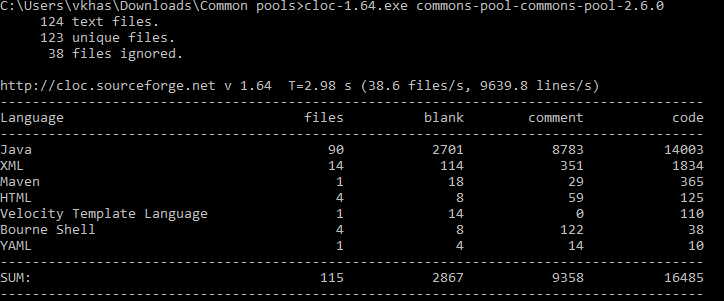 C:\Users\vkhas\Downloads\Common pools>cloc-1.64.exe commons-pool-commons-pool-2.6.0
     124 text files.
     123 unique files.
      38 files ignored.

http://cloc.sourceforge.net v 1.64  T=2.98 s (38.6 files/s, 9639.8 lines/s)
-------------------------------------------------------------------------------
Language                     files          blank        comment           code
-------------------------------------------------------------------------------
Java                            90           2701           8783          14003
XML                             14            114            351           1834
Maven                            1             18             29            365
HTML                             4              8             59            125
Velocity Template Language       1             14              0            110
Bourne Shell                     4              8            122             38
YAML                             1              4             14             10
-------------------------------------------------------------------------------
SUM:                           115           2867           9358          16485
-------------------------------------------------------------------------------